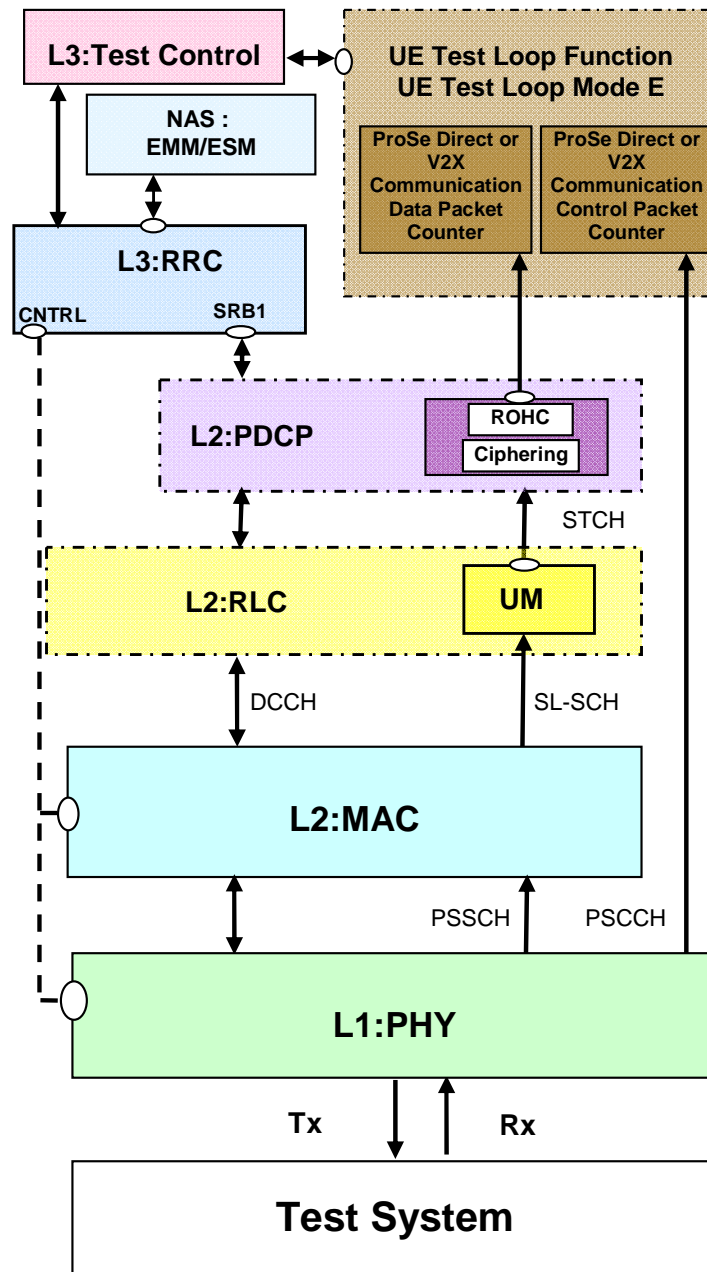 L3:Test Control
UE Test Loop Function
UE Test Loop Mode E
NAS :
EMM/ESM
ProSe Direct or
V2X
Communication
Data Packet
Counter
ProSe Direct or
V2X
Communication
Control Packet
Counter
L3:RRC
CNTRL
SRB1
L2:PDCP
ROHC
Ciphering
STCH
L2:RLC
UM
DCCH
SL-SCH
L2:MAC
PSSCH
PSCCH
L1:PHY
Tx
Rx
Test System